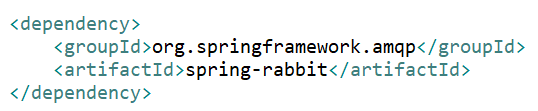 <dependency>
    <groupId>org.springframework.amqp</groupId>
    <artifactId>spring-rabbit</artifactId>
</dependency>